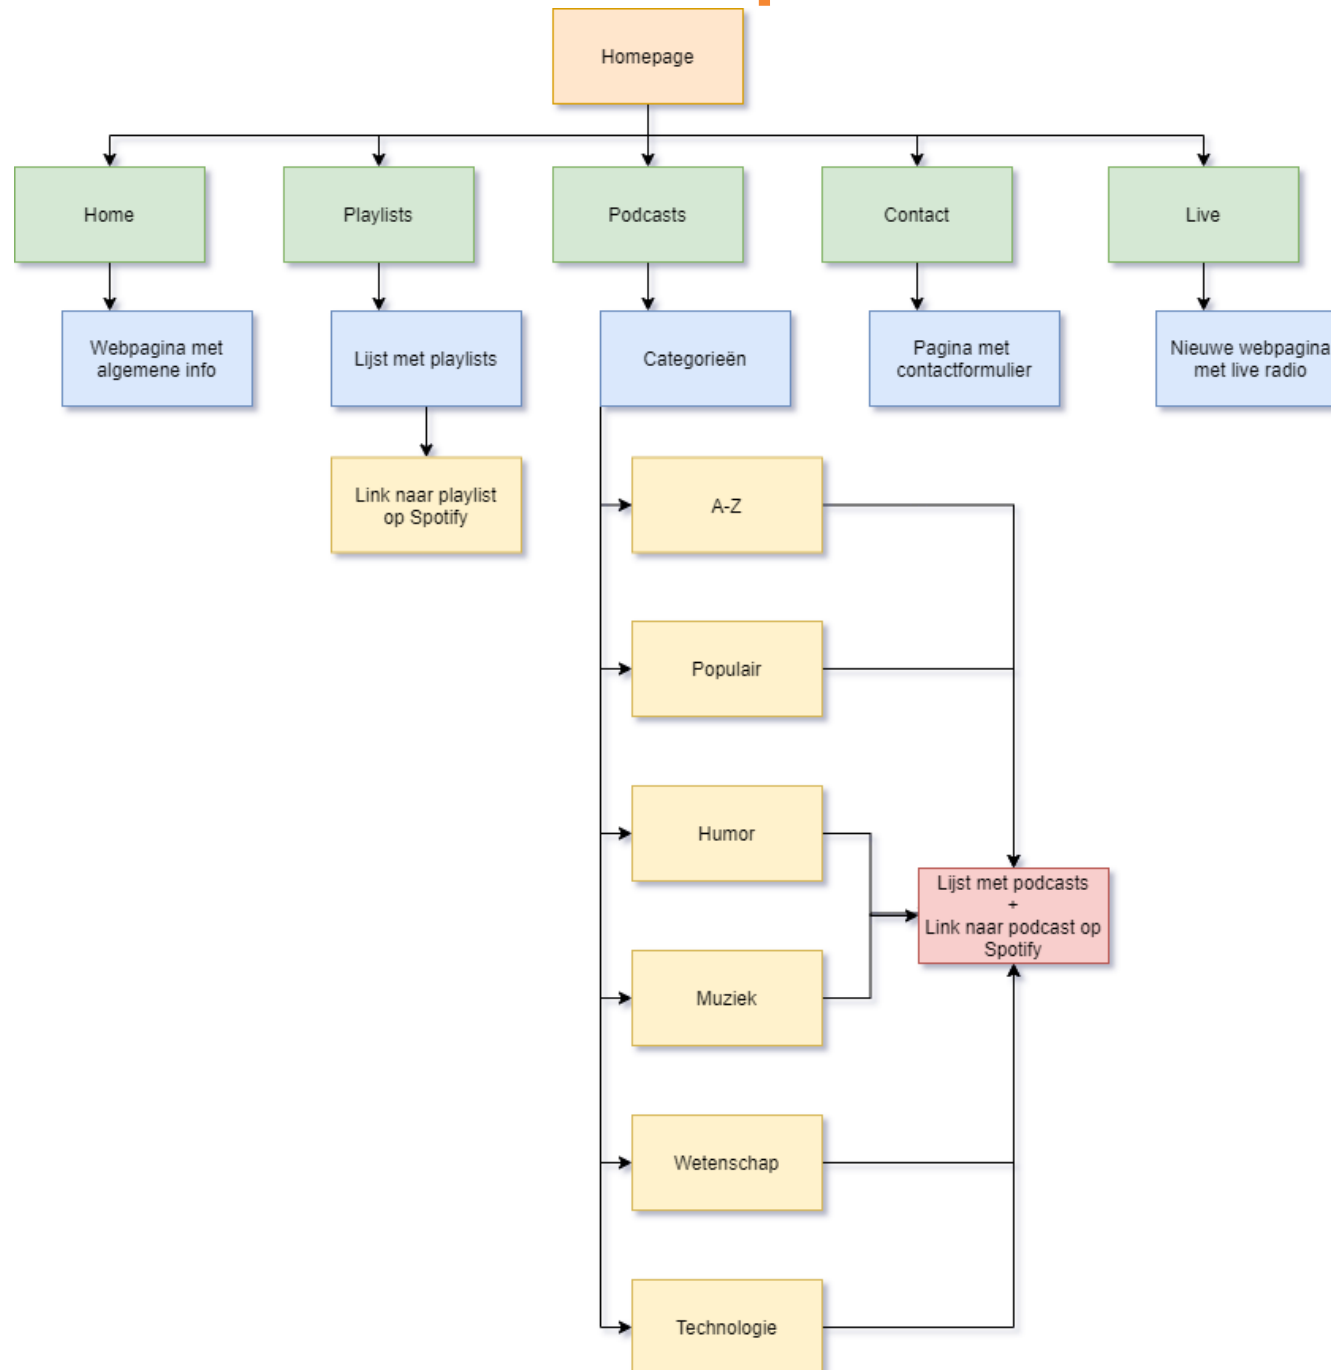 Homepage
Home
Playlists
Podcasts
Contact
Live
Webpagina met
algemene info
Lijst met playlists
Categorieën
Pagina met
contactformulier
Nieuwe webpagina
met live radio
Link naar playlist
op Spotify
A-Z
Populair
Humor
Lijst met podcasts
+
Link naar podcast op
Spotify
Muziek
Wetenschap
Technologie